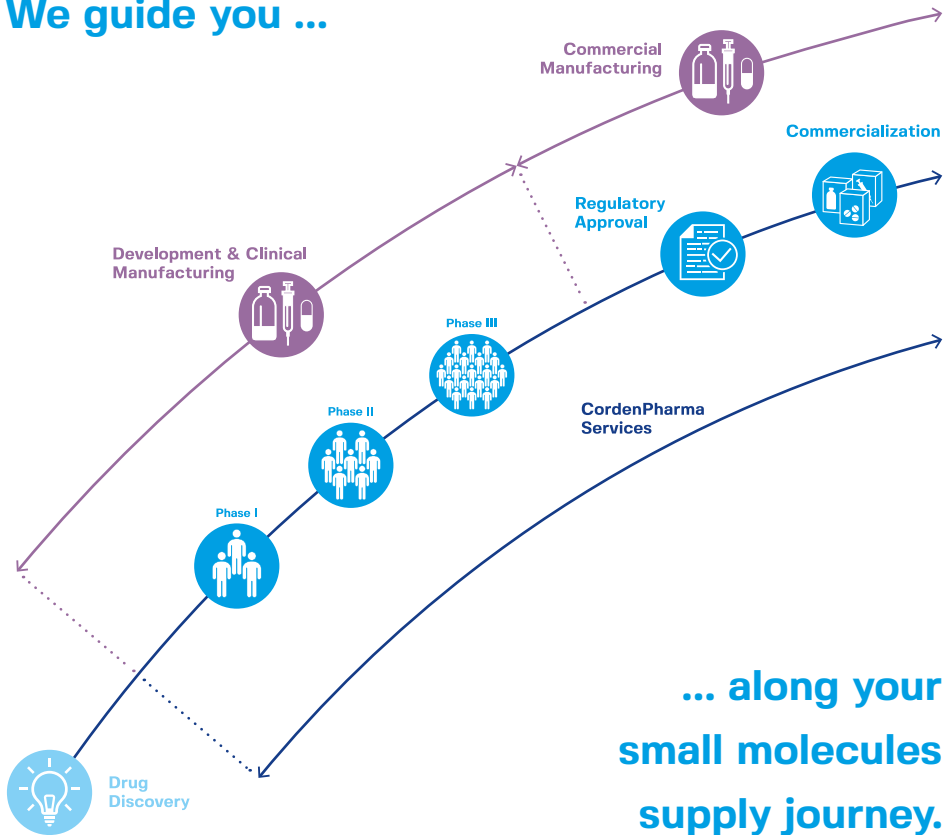 We guide you ...
Commercial
Manufacturing
Commercialization
Regulatory
Approval
Development & Clinical
Manufacturing
Phase III
Phase II
Phase I
CordenPharma
Services
Drug
Discovery
... along your
small molecules
supply journey.